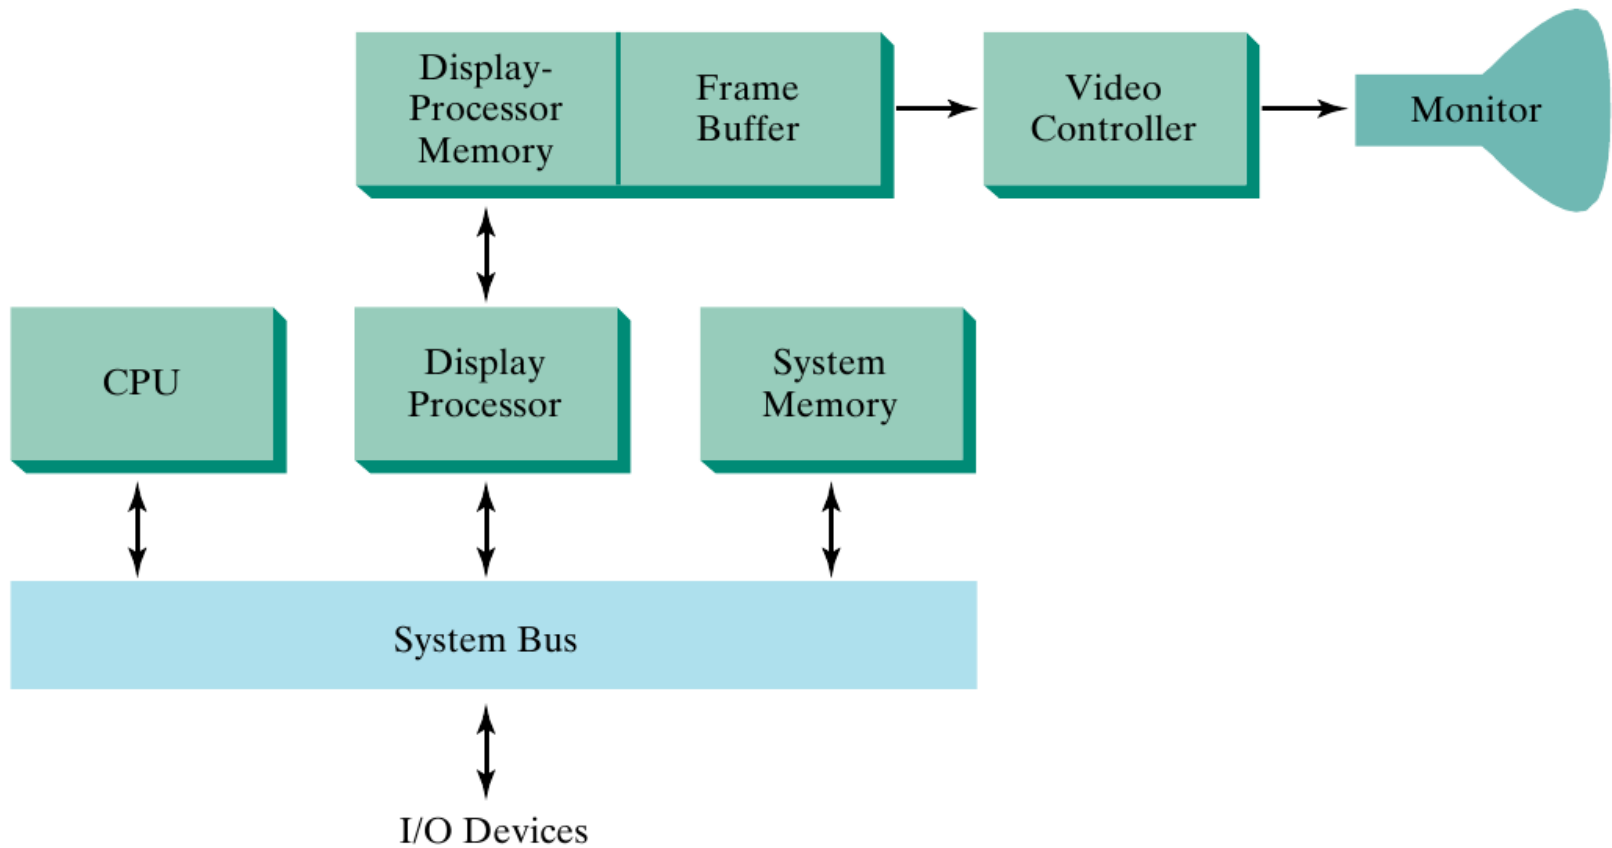 Display-
Processor
Memory
Frame
Buffer
Video
Controller
Monitor
CPU
Display
Processor
System
Memory
System Bus
I/O Devices